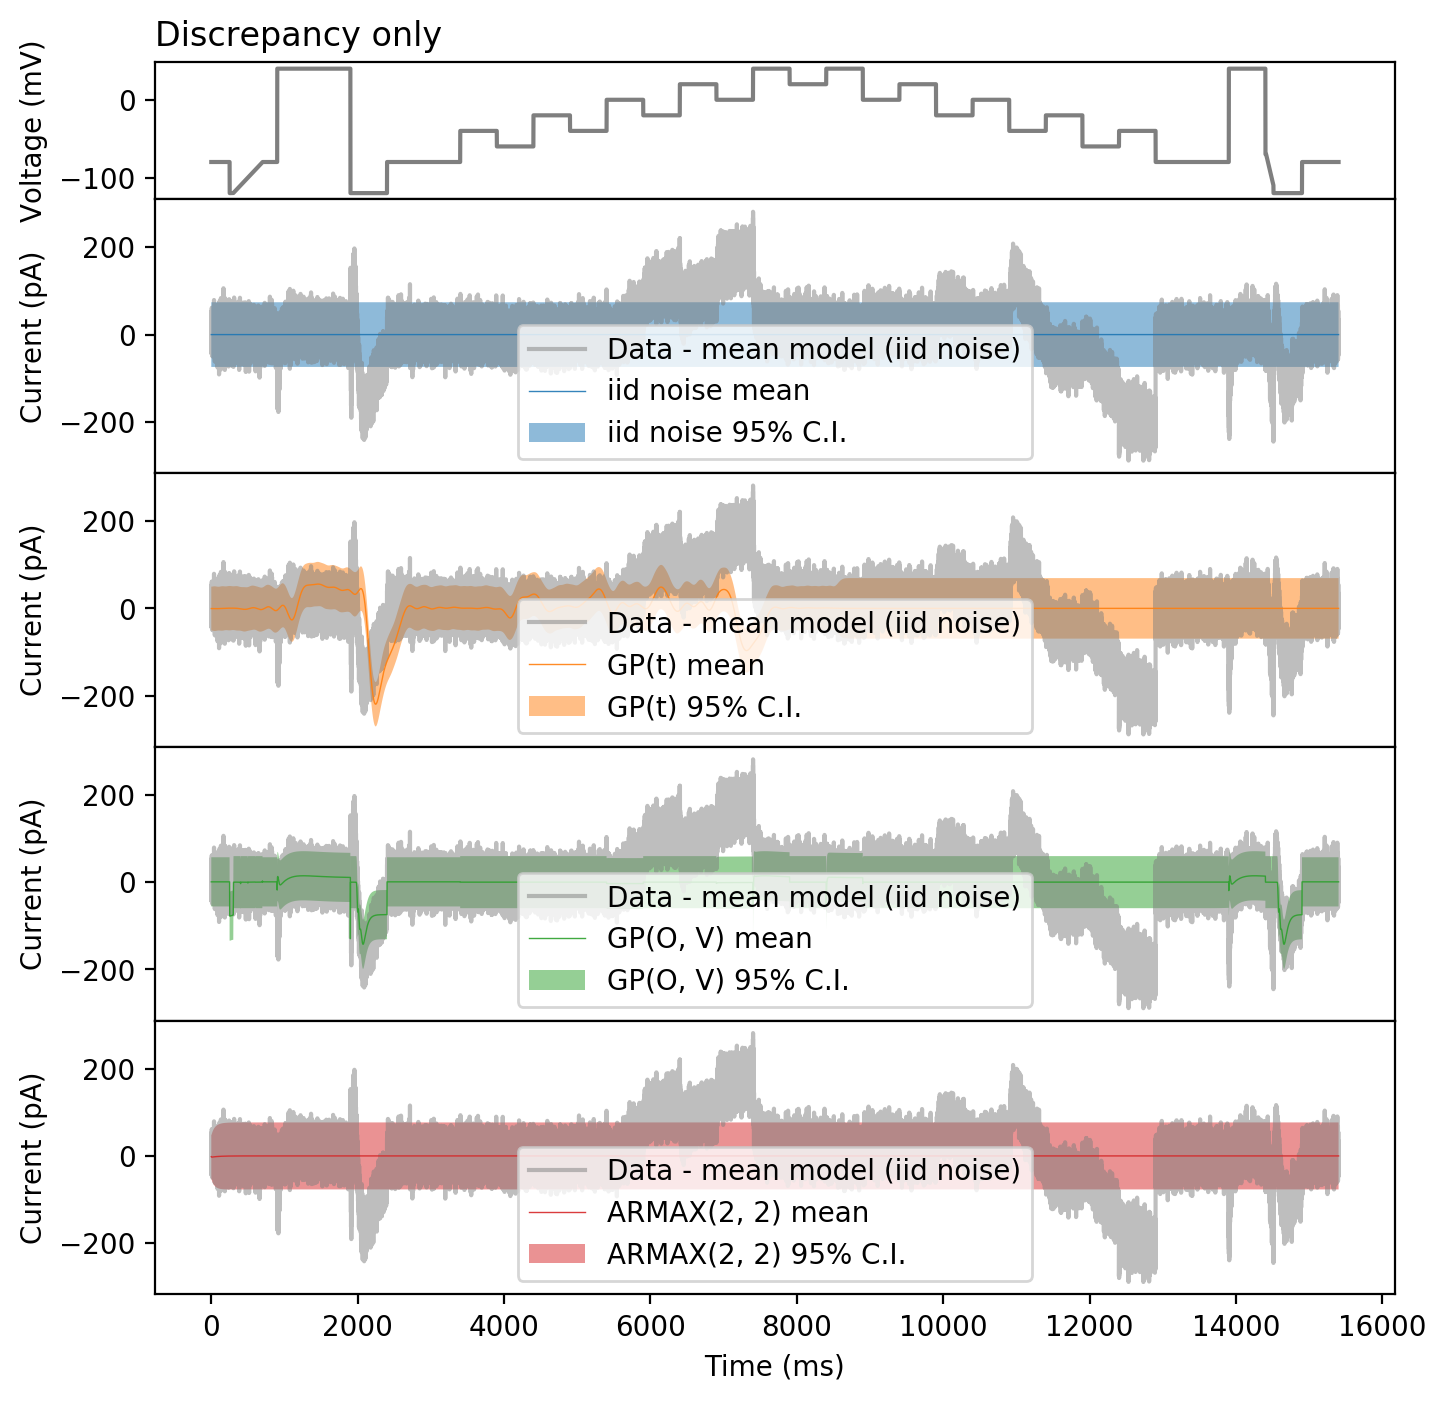 Discrepancy only
Voltage (mV)
0
−100
Current (pA)
200
0
−200
Data - mean model (iid noise)
iid noise mean
iid noise 95% C.I.
Current (pA)
200
0
−200
Data - mean model (iid noise)
GP(t) mean
GP(t) 95% C.I.
Current (pA)
200
0
−200
Data - mean model (iid noise)
GP(O, V) mean
GP(O, V) 95% C.I.
Current (pA)
200
0
−200
Data - mean model (iid noise)
ARMAX(2, 2) mean
ARMAX(2, 2) 95% C.I.
0 2000 4000 6000 8000 10000 12000 14000 16000
Time (ms)